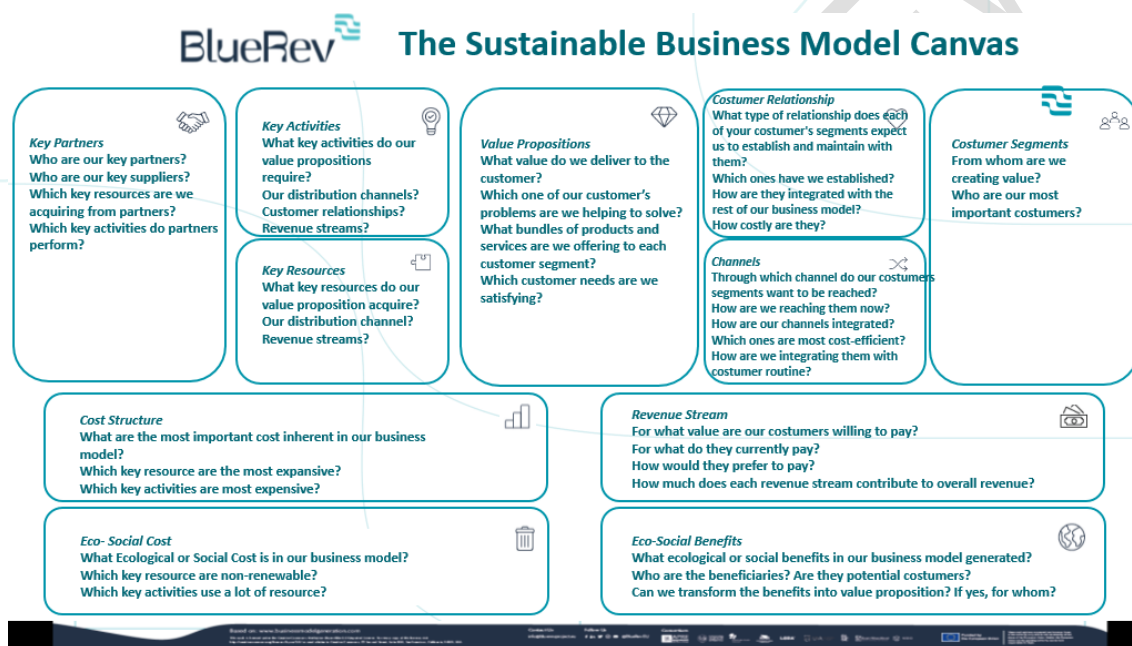 BlueRev
The Sustainable Business Model Canvas
Key Partners
Who are our key partners?
Who are our key suppliers?
Which key resources are we
acquiring from partners?
Which key activities do partners
perform?
Key Activities
What key activities do our
value propositions
require?
Our distribution channels?
Customer relationships?
Revenue streams?
Key Resources
What key resources do our
value proposition acquire?
Our distribution channel?
Revenue streams?
Value Propositions
What value do we deliver to the
customer?
Which one of our customer's
problems are we helping to solve?
What bundles of products and
services are we offering to each
customer segment?
Which customer needs are we
satisfying?
Costumer Relationship
What type of relationship does each
of your costumer's segments expect
us to establish and maintain with
them?
Which ones have we established?
How are they integrated with the
rest of our business model?
How costly are they?
Channels
Through which channel do our costumers
segments want to be reached?
How are we reaching them now?
How are our channels integrated?
Which ones are most cost-efficient?
How are we integrating them with
costumer routine?
Costumer Segments
From whom are we
creating value?
Who are our most
important costumers?
Cost Structure
What are the most important cost inherent in our business
model?
Which key resource are the most expansive?
Which key activities are most expensive?
Revenue Stream
For what value are our costumers willing to pay?
For what do they currently pay?
How would they prefer to pay?
How much does each revenue stream contribute to overall revenue?
Eco- Social Cost
What Ecological or Social Cost is in our business model?
Which key resource are non-renewable?
Which key activities use a lot of resource?
Eco-Social Benefits
What ecological or social benefits in our business model generated?
Who are the beneficiaries? Are they potential costumers?
Can we transform the benefits into value proposition? If yes, for whom?
Based on: www.businessmodelgeneration.com
Contact Us
Follow Us